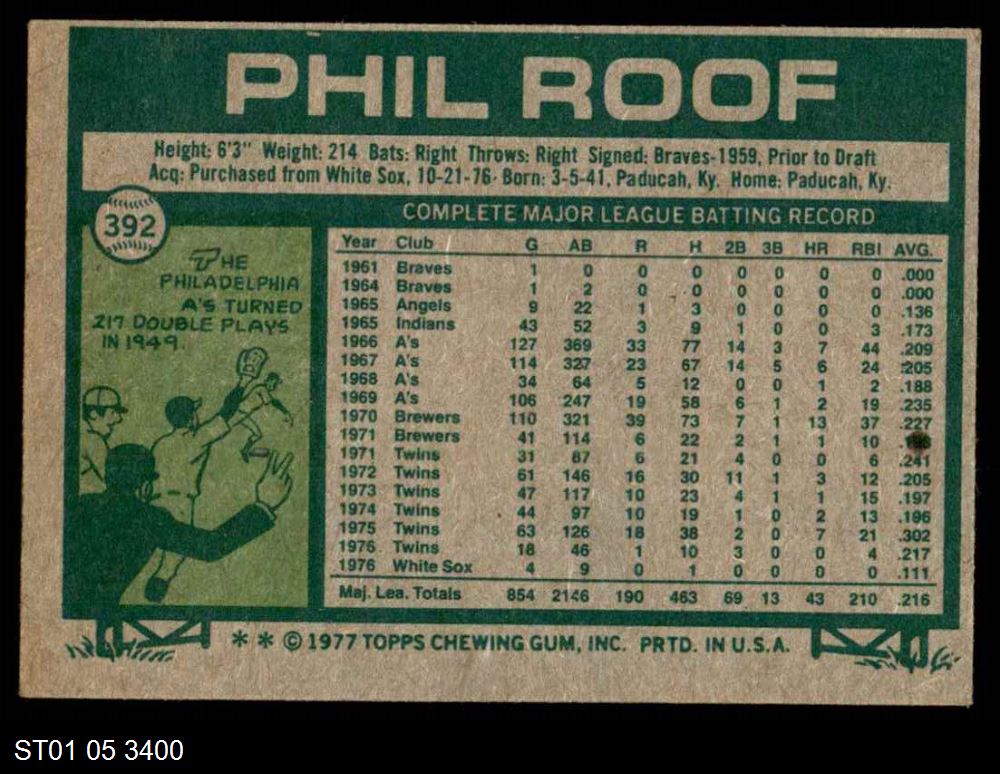 PHIL ROOF
Height: 6'3" Weight: 214 Bats: Right Throws: Right Signed: Braves-1959, Prior to Draft
Acq: Purchased from White Sox, 10-21-76· Born: 3-5-41, Paducah, Ky. Home: Paducah, Ky.
392
THE
PHILADELPHIA
A'S TURNED
217 DOUBLE PLAYS
IN 1949.
COMPLETE MAJOR LEAGUE BATTING RECORD
Year Club G AB R H 2B 3B HR RBI AVG.
1961 Braves 1 0 0 0 0 0 0 0 .000
1964 Braves 1 2 0 0 0 0 0 0 .000
1965 Angels 9 22 1 3 0 0 0 0 .136
1965 Indians 43 52 3 9 1 0 0 3 .173
1966 A's 127 369 33 77 14 3 7 44 .209
1967 A's 114 327 23 67 14 5 6 24 .205
1968 A's 34 64 5 12 0 0 1 2 .188
1969 A's 106 247 19 58 6 1 2 19 .235
1970 Brewers 110 321 39 73 7 1 13 37 .227
1971 Brewers 41 114 6 22 2 1 1 10
1971 Twins 31 87 6 21 4 0 0 6 .241
1972 Twins 61 146 16 30 11 1 3 12 .205
1973 Twins 47 117 10 23 4 1 1 15 .197
1974 Twins 44 97 10 19 1 0 2 13 .196
1975 Twins 63 126 18 38 2 0 7 21 .302
1976 Twins 18 46 1 10 3 0 0 4 .217
1976 White Sox 4 9 0 1 0 0 0 0 .111
Maj. Lea. Totals 854 2146 190 463 69 13 43 210 .216
** © 1977 TOPPS CHEWING GUM, INC. PRTD. IN U.S.A.
ST01 05 3400